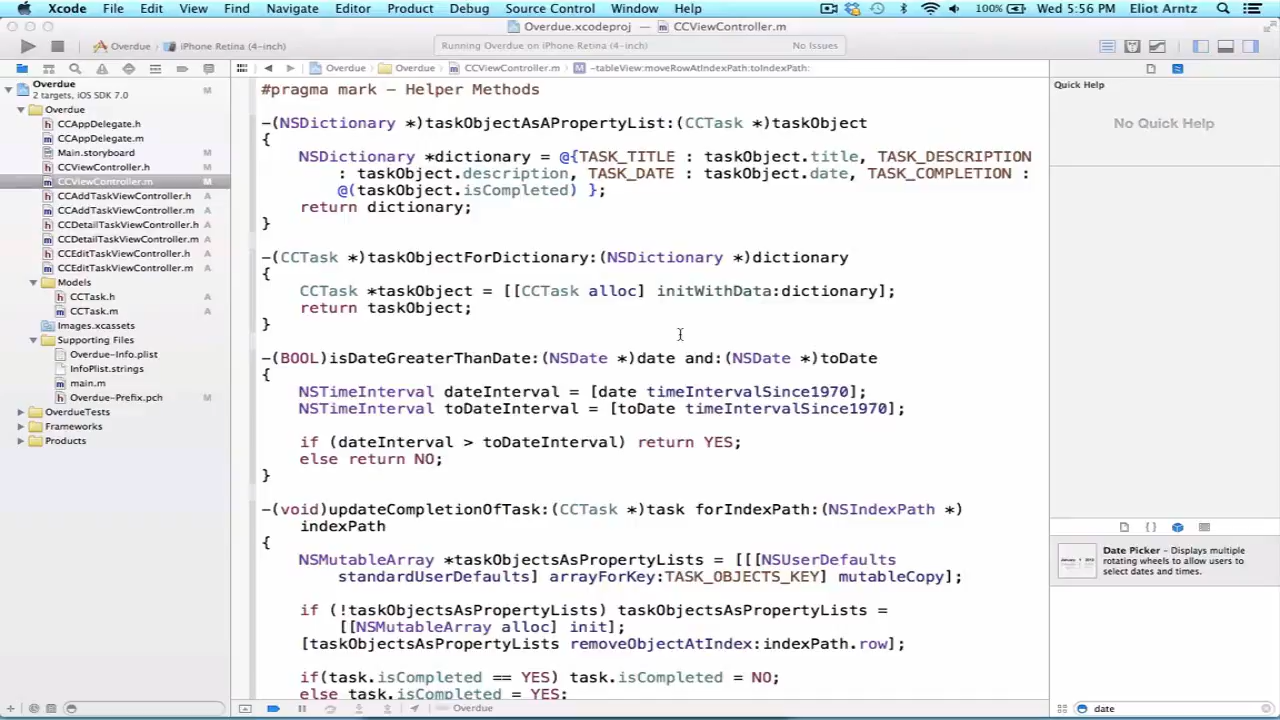 Xcode File Edit View Find Navigate Editor Product Debug Source Control Window Help 100% Wed 5:56 PM Eliot Arntz
Overdue.xcodeproj — CCViewController.m
Overdue iPhone Retina (4-inch) Running Overdue on iPhone Retina (4-inch) No Issues
Overdue Overdue CCViewController.m M -tableView:moveRowAtIndexPath:toIndexPath:
Overdue M
2 targets, iOS SDK 7.0
Overdue
h CCAppDelegate.h
m CCAppDelegate.m
Main.storyboard M
h CCViewController.h M
m CCViewController.m M
h CCAddTaskViewController.h A
m CCAddTaskViewController.m A
h CCDetailTaskViewController.h A
m CCDetailTaskViewController.m A
h CCEditTaskViewController.h A
m CCEditTaskViewController.m A
Models
h CCTask.h A
m CCTask.m A
Images.xcassets
Supporting Files
Overdue-Info.plist
InfoPlist.strings
m main.m
h Overdue-Prefix.pch M
OverdueTests
Frameworks
Products
#pragma mark - Helper Methods
-(NSDictionary *)taskObjectAsAPropertyList:(CCTask *)taskObject
{
NSDictionary *dictionary = @{TASK_TITLE : taskObject.title, TASK_DESCRIPTION
: taskObject.description, TASK_DATE : taskObject.date, TASK_COMPLETION :
@(taskObject.isCompleted) };
return dictionary;
}
-(CCTask *)taskObjectForDictionary:(NSDictionary *)dictionary
{
CCTask *taskObject = [[CCTask alloc] initWithData:dictionary];
return taskObject;
}
-(BOOL)isDateGreaterThanDate:(NSDate *)date and:(NSDate *)toDate
{
NSTimeInterval dateInterval = [date timeIntervalSince1970];
NSTimeInterval toDateInterval = [toDate timeIntervalSince1970];
if (dateInterval > toDateInterval) return YES;
else return NO;
}
-(void)updateCompletionOfTask:(CCTask *)task forIndexPath:(NSIndexPath *)
indexPath
{
NSMutableArray *taskObjectsAsPropertyLists = [[[NSUserDefaults
standardUserDefaults] arrayForKey:TASK_OBJECTS_KEY] mutableCopy];
if (!taskObjectsAsPropertyLists) taskObjectsAsPropertyLists =
[[NSMutableArray alloc] init];
[taskObjectsAsPropertyLists removeObjectAtIndex:indexPath.row];
if(task.isCompleted == YES) task.isCompleted = NO;
else task.isCompleted = YES;
Overdue
Quick Help
No Quick Help
{ }
Date Picker - Displays multiple
rotating wheels to allow users to
select dates and times.
date